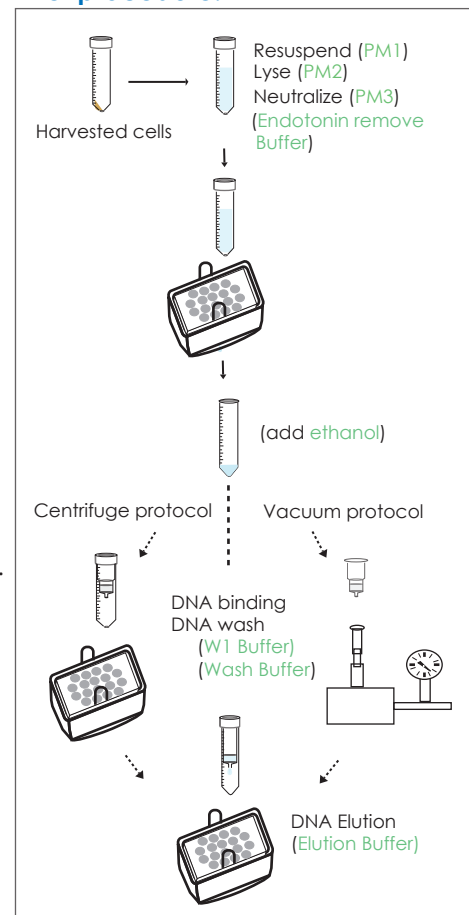 Resuspend (PM1)
Lyse (PM2)
Neutralize (PM3)
(Endotonin remove
Buffer)
Harvested cells
(add ethanol)
Centrifuge protocol
Vacuum protocol
DNA binding
DNA wash
(W1 Buffer)
(Wash Buffer)
DNA Elution
(Elution Buffer)